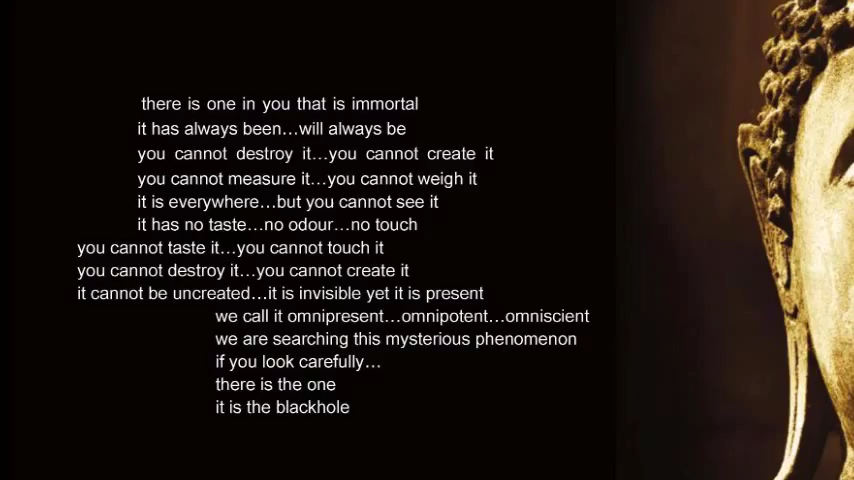 there is one in you that is immortal
it has always been...will always be
you cannot destroy it...you cannot create it
you cannot measure it...you cannot weigh it
it is everywhere...but you cannot see it
it has no taste...no odour...no touch
you cannot taste it...you cannot touch it
you cannot destroy it...you cannot create it
it cannot be uncreated...it is invisible yet it is present
we call it omnipresent...omnipotent...omniscient
we are searching this mysterious phenomenon
if you look carefully...
there is the one
it is the blackhole